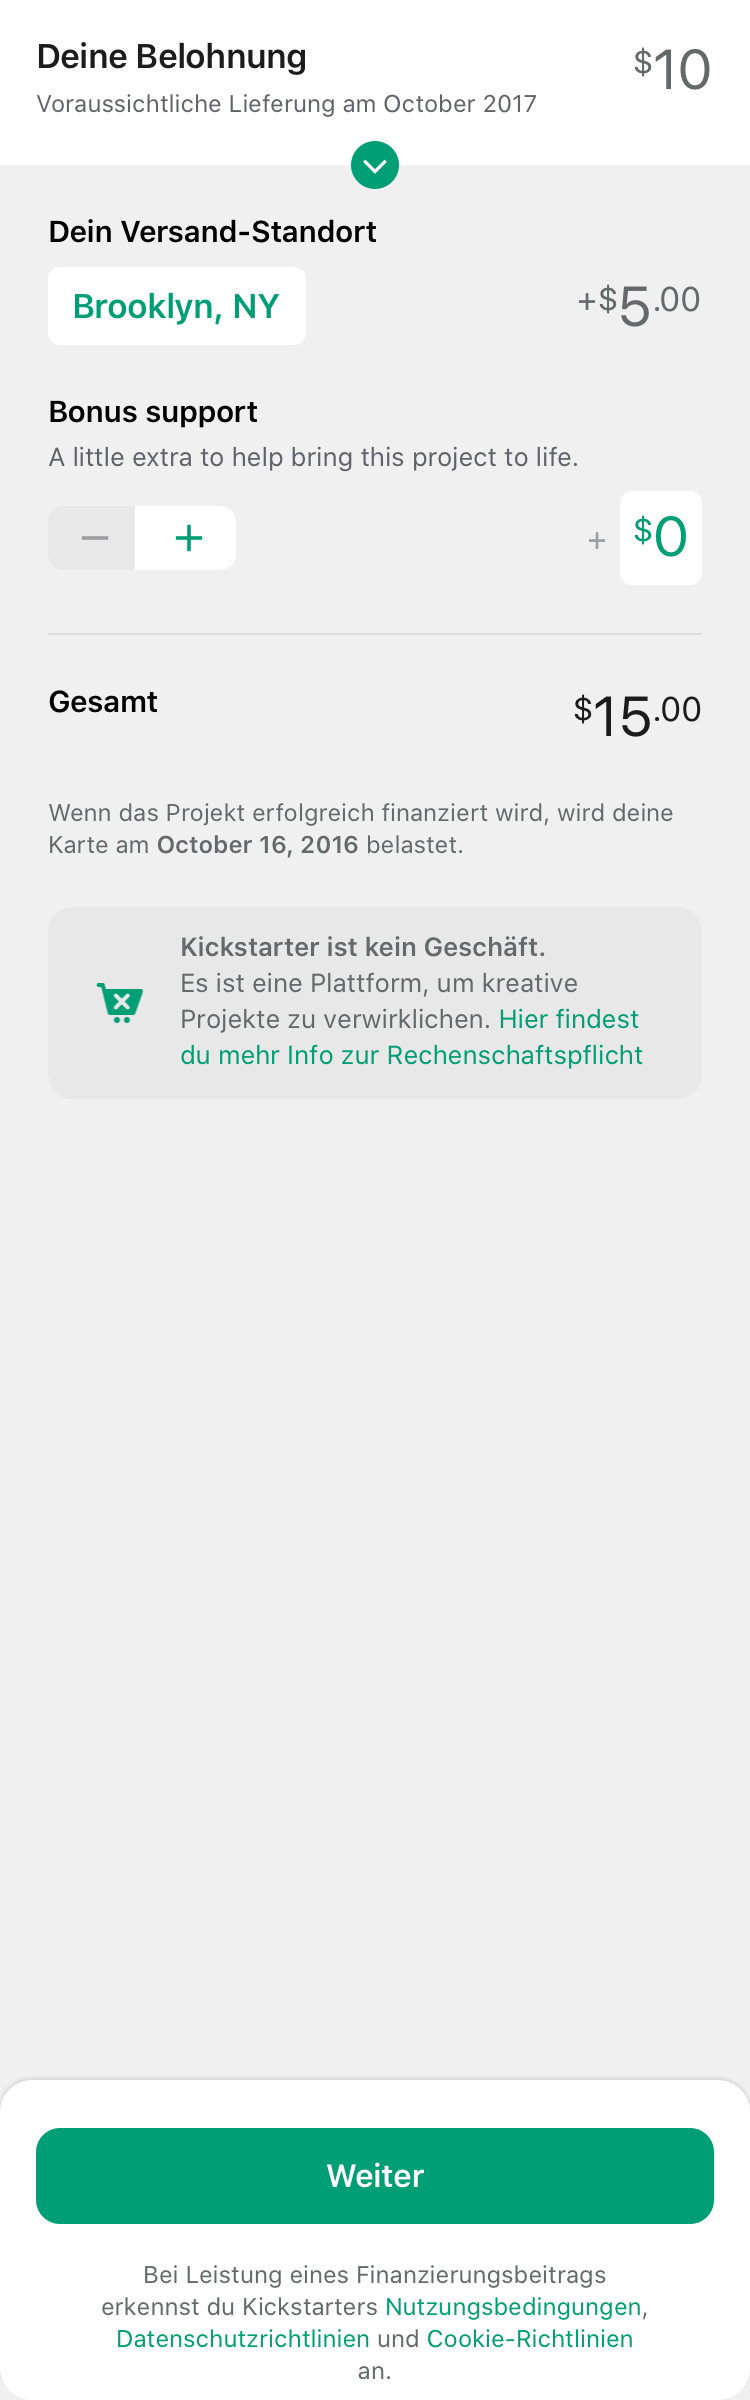 Deine Belohnung
$10
Voraussichtliche Lieferung am October 2017
Dein Versand-Standort
Brooklyn, NY
+$5.00
Bonus support
A little extra to help bring this project to life.
− +
+ $0
Gesamt
$15.00
Wenn das Projekt erfolgreich finanziert wird, wird deine
Karte am October 16, 2016 belastet.
Kickstarter ist kein Geschäft.
Es ist eine Plattform, um kreative
Projekte zu verwirklichen. Hier findest
du mehr Info zur Rechenschaftspflicht
Weiter
Bei Leistung eines Finanzierungsbeitrags
erkennst du Kickstarters Nutzungsbedingungen,
Datenschutzrichtlinien und Cookie-Richtlinien
an.